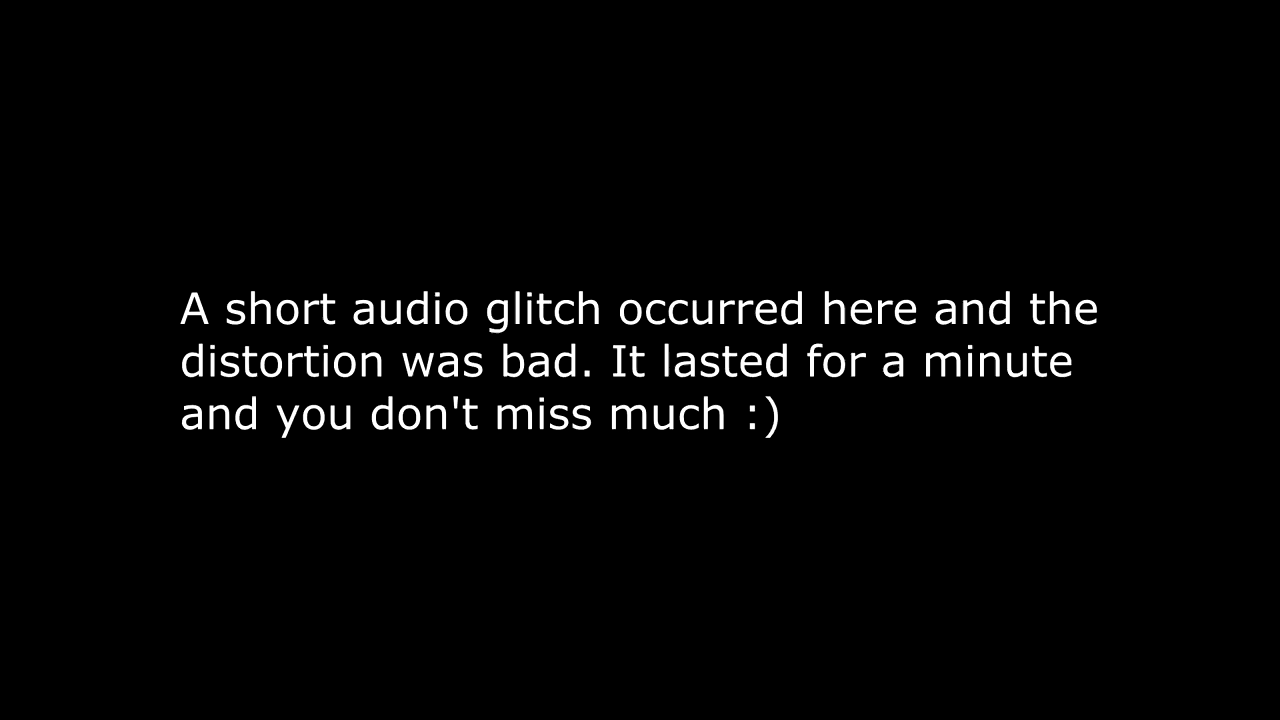 A short audio glitch occurred here and the
distortion was bad. It lasted for a minute
and you don't miss much :)